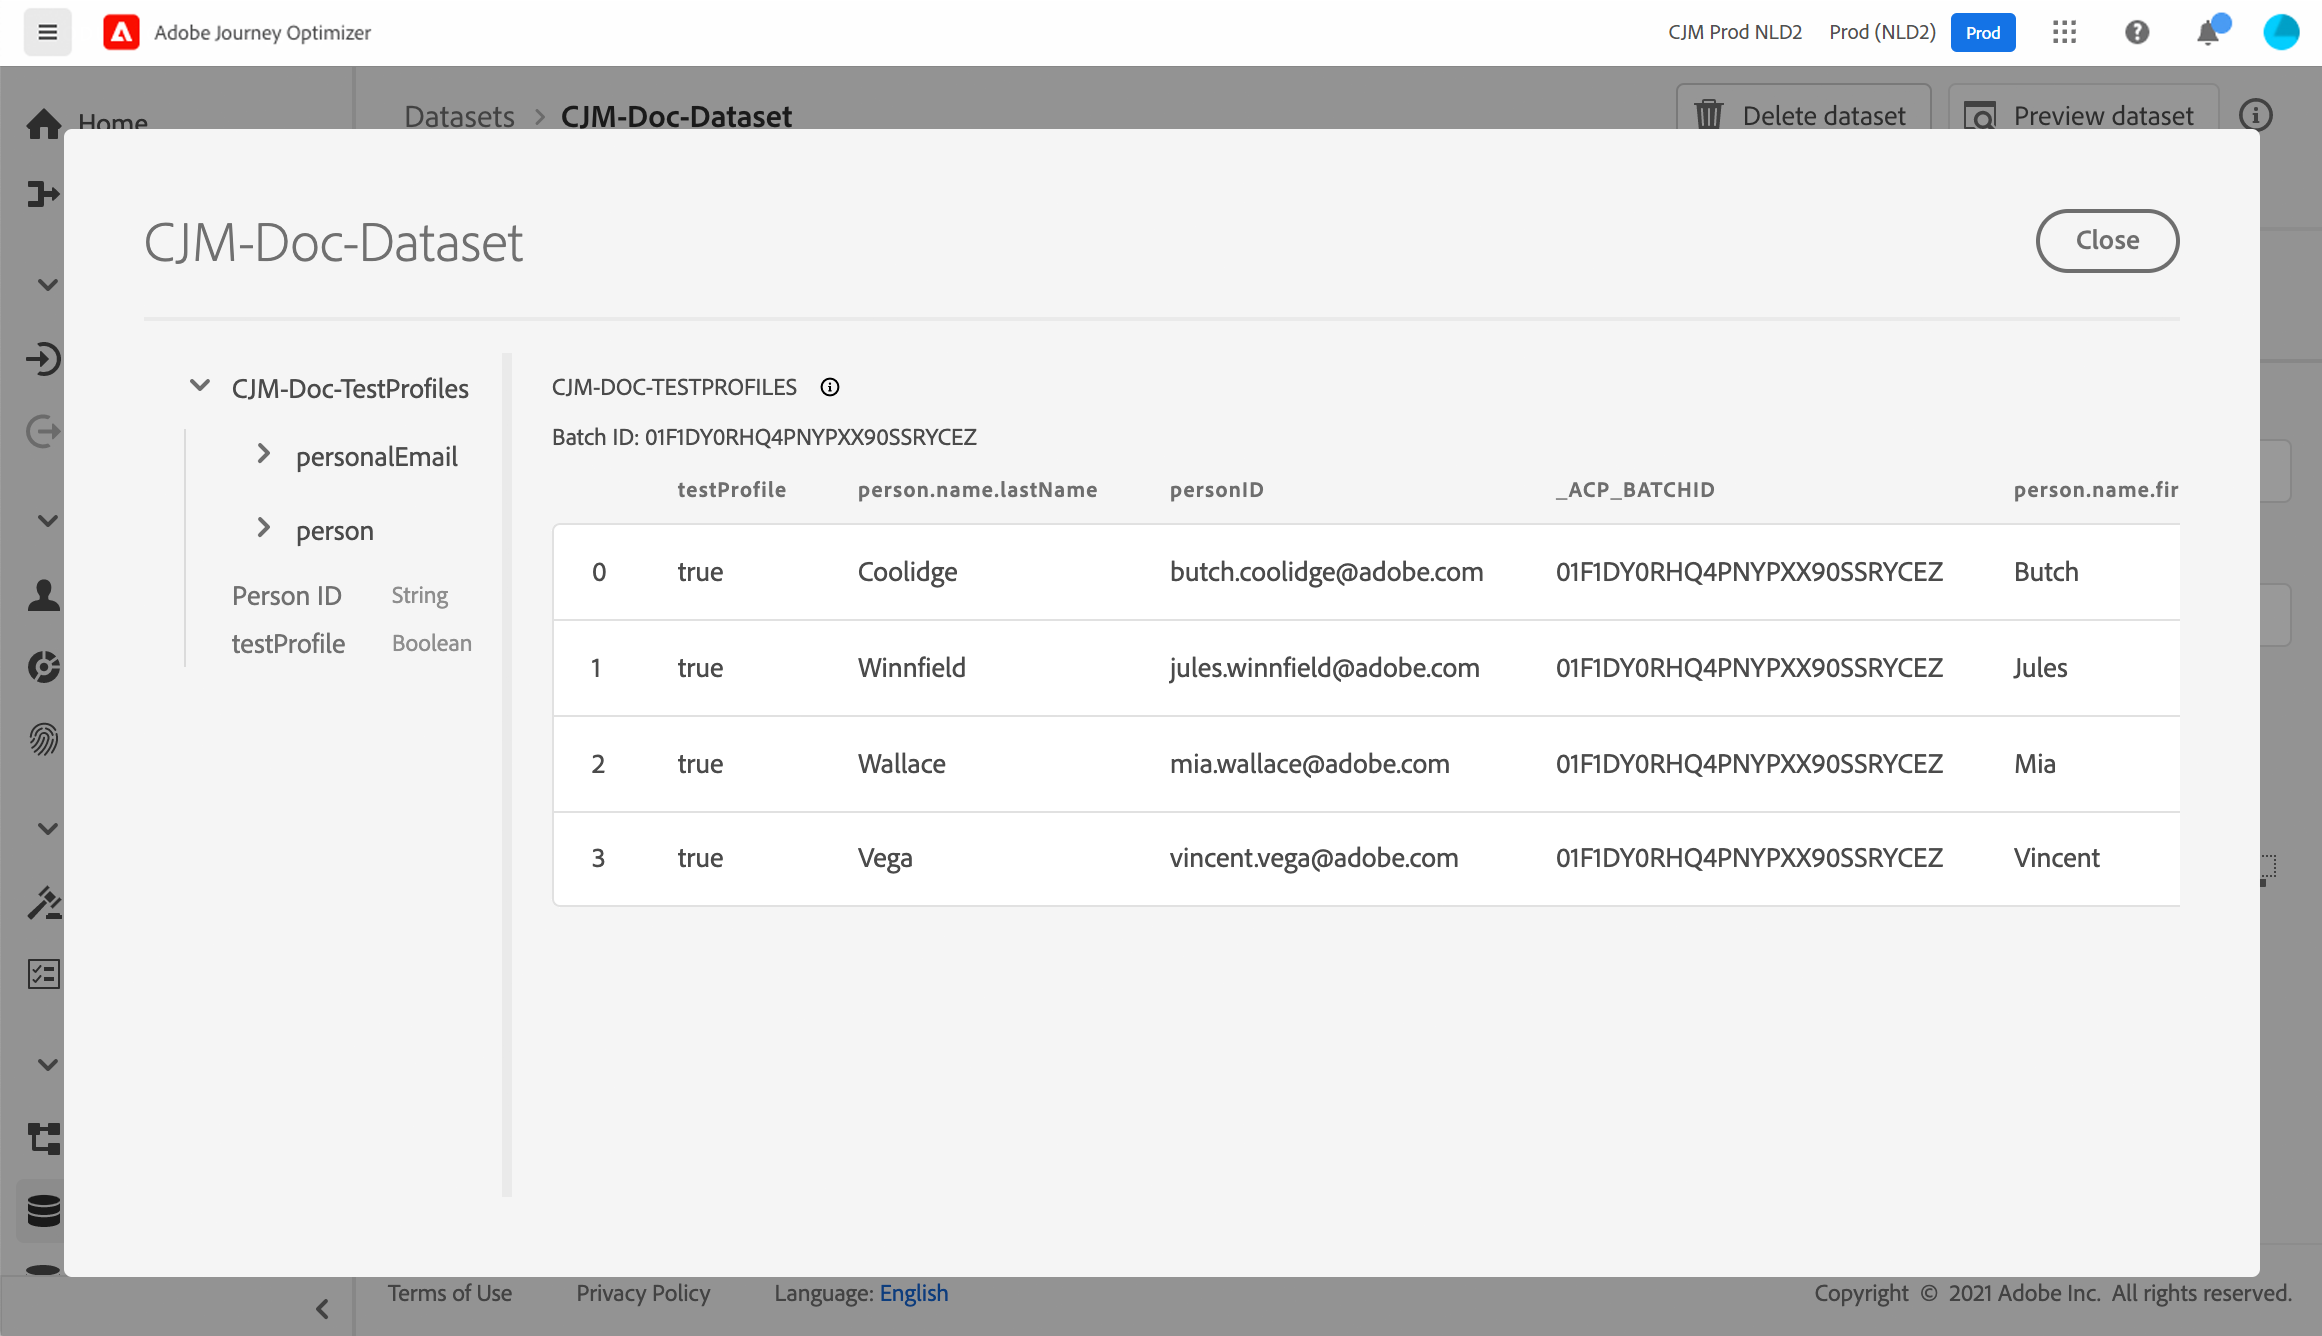 Adobe Journey Optimizer
CJM Prod NLD2 Prod (NLD2) Prod
Home
Datasets > CJM-Doc-Dataset
Delete dataset
Preview dataset
CJM-Doc-Dataset
Close
CJM-Doc-TestProfiles
personalEmail
person
Person ID String
testProfile Boolean
CJM-DOC-TESTPROFILES
Batch ID: 01F1DY0RHQ4PNYPXX90SSRYCEZ
testProfile person.name.lastName personID _ACP_BATCHID person.name.fir
0 true Coolidge butch.coolidge@adobe.com 01F1DY0RHQ4PNYPXX90SSRYCEZ Butch
1 true Winnfield jules.winnfield@adobe.com 01F1DY0RHQ4PNYPXX90SSRYCEZ Jules
2 true Wallace mia.wallace@adobe.com 01F1DY0RHQ4PNYPXX90SSRYCEZ Mia
3 true Vega vincent.vega@adobe.com 01F1DY0RHQ4PNYPXX90SSRYCEZ Vincent
Terms of Use Privacy Policy Language: English
Copyright © 2021 Adobe Inc. All rights reserved.